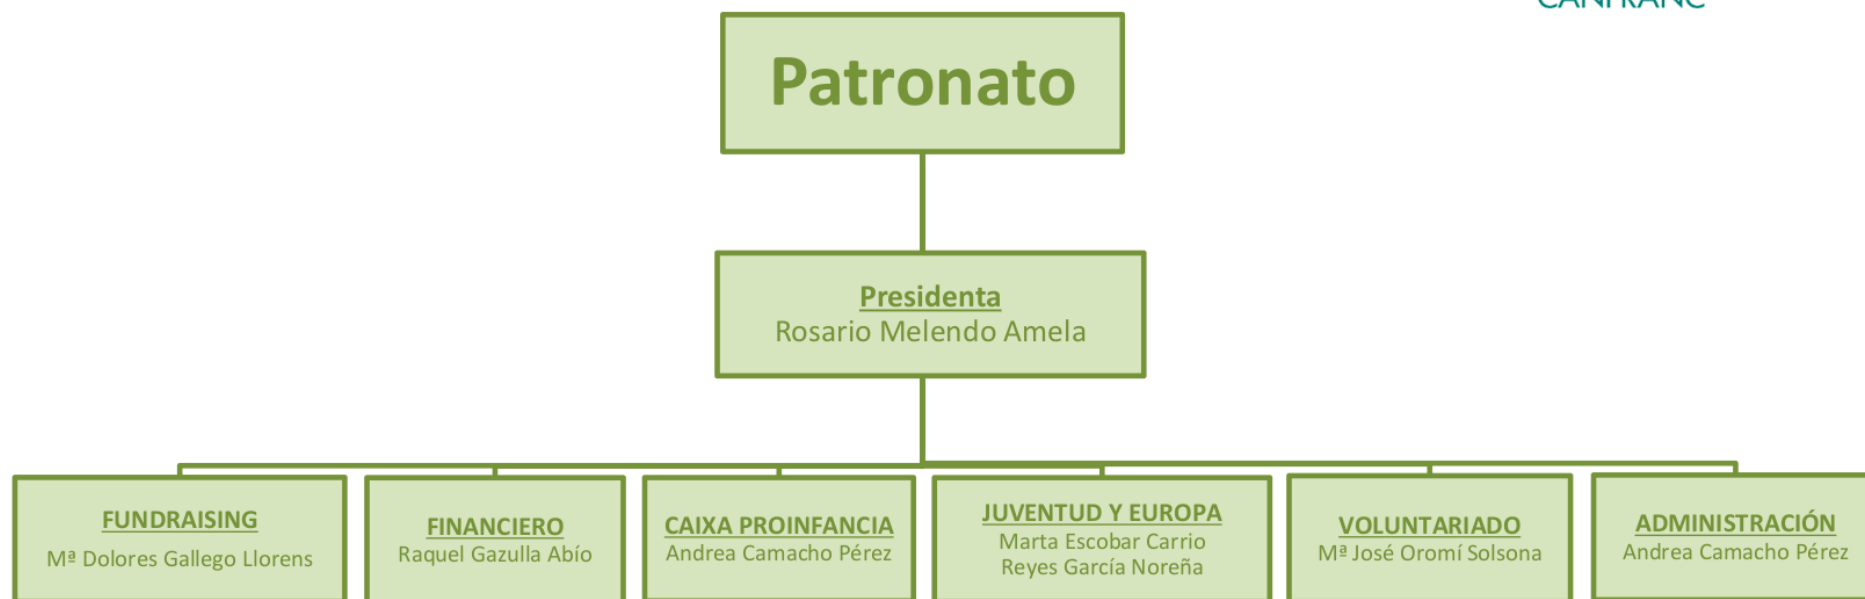 CANFRANC
Patronato
Presidenta
Rosario Melendo Amela
FUNDRAISING
Mª Dolores Gallego Llorens
FINANCIERO
Raquel Gazulla Abío
CAIXA PROINFANCIA
Andrea Camacho Pérez
JUVENTUD Y EUROPA
Marta Escobar Carrio
Reyes García Noreña
VOLUNTARIADO
Mª José Oromí Solsona
ADMINISTRACIÓN
Andrea Camacho Pérez